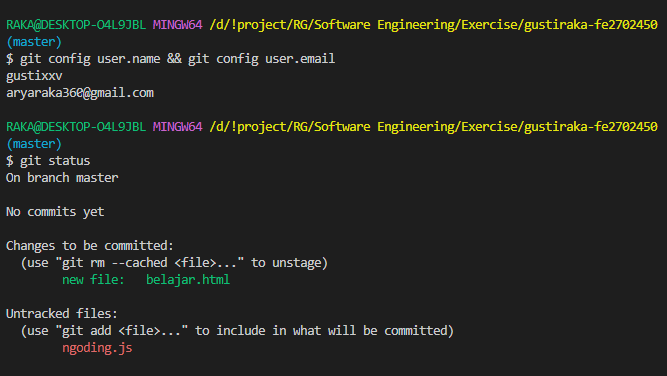 RAKA@DESKTOP-O4L9JBL MINGW64 /d/!project/RG/Software Engineering/Exercise/gustiraka-fe2702450
(master)
$ git config user.name && git config user.email
gustixxv
aryaraka360@gmail.com
RAKA@DESKTOP-O4L9JBL MINGW64 /d/!project/RG/Software Engineering/Exercise/gustiraka-fe2702450
(master)
$ git status
On branch master
No commits yet
Changes to be committed:
(use "git rm --cached <file>..." to unstage)
new file: belajar.html
Untracked files:
(use "git add <file>..." to include in what will be committed)
ngoding.js